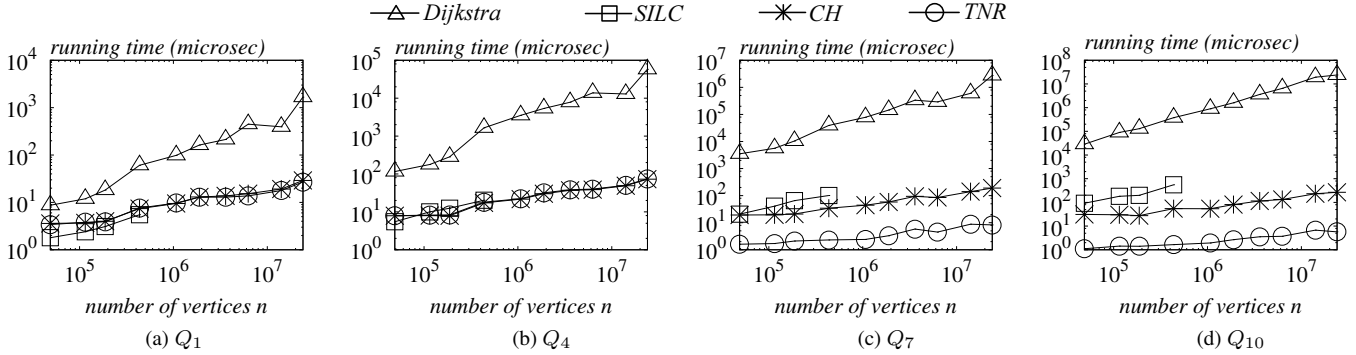 Dijkstra SILC CH TNR
running time (microsec)
10^4
10^3
10^2
10^1
10^0
10^5 10^6 10^7
number of vertices n
(a) Q_1
running time (microsec)
10^5
10^4
10^3
10^2
10^1
10^0
10^5 10^6 10^7
number of vertices n
(b) Q_4
running time (microsec)
10^7
10^6
10^5
10^4
10^3
10^2
10^1
10^0
10^5 10^6 10^7
number of vertices n
(c) Q_7
running time (microsec)
10^8
10^7
10^6
10^5
10^4
10^3
10^2
10^1
10^0
10^5 10^6 10^7
number of vertices n
(d) Q_10